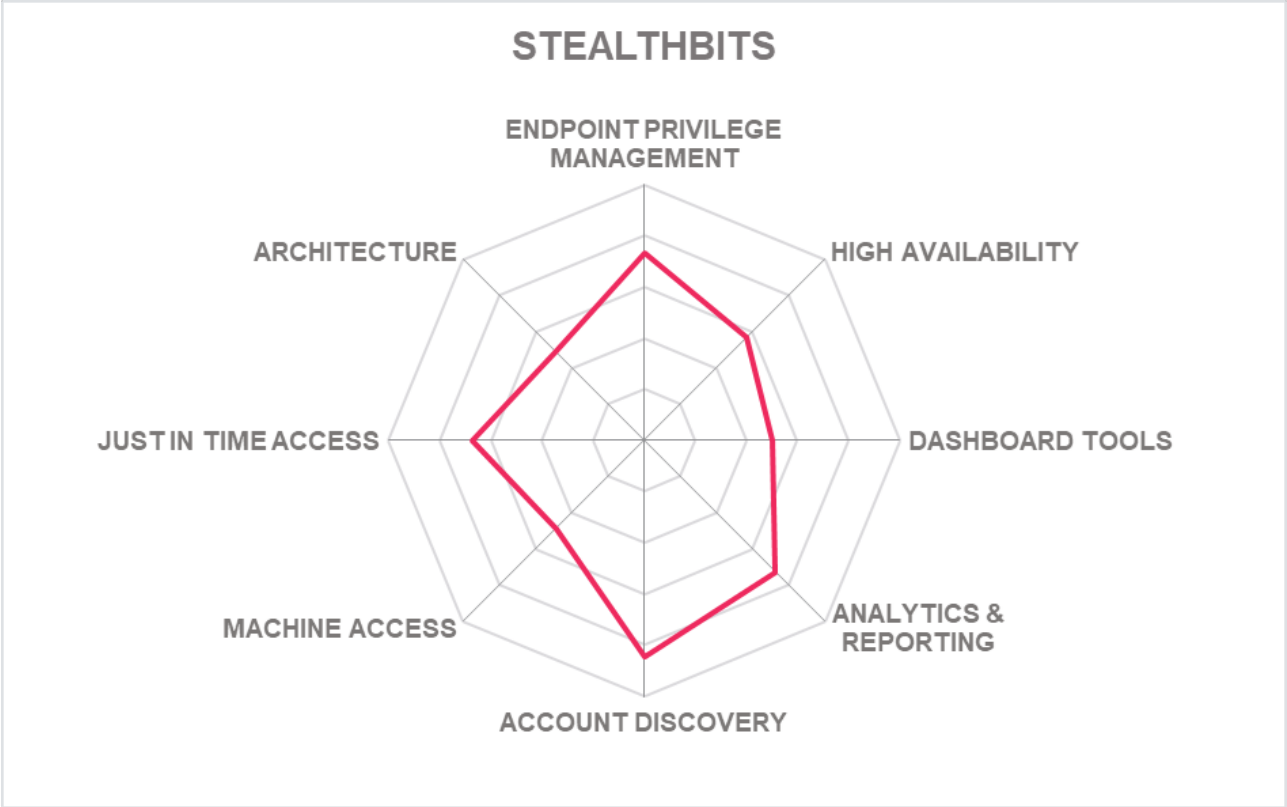 STEALTHBITS
ENDPOINT PRIVILEGE
MANAGEMENT
ARCHITECTURE
HIGH AVAILABILITY
JUST IN TIME ACCESS
DASHBOARD TOOLS
MACHINE ACCESS
ANALYTICS &
REPORTING
ACCOUNT DISCOVERY